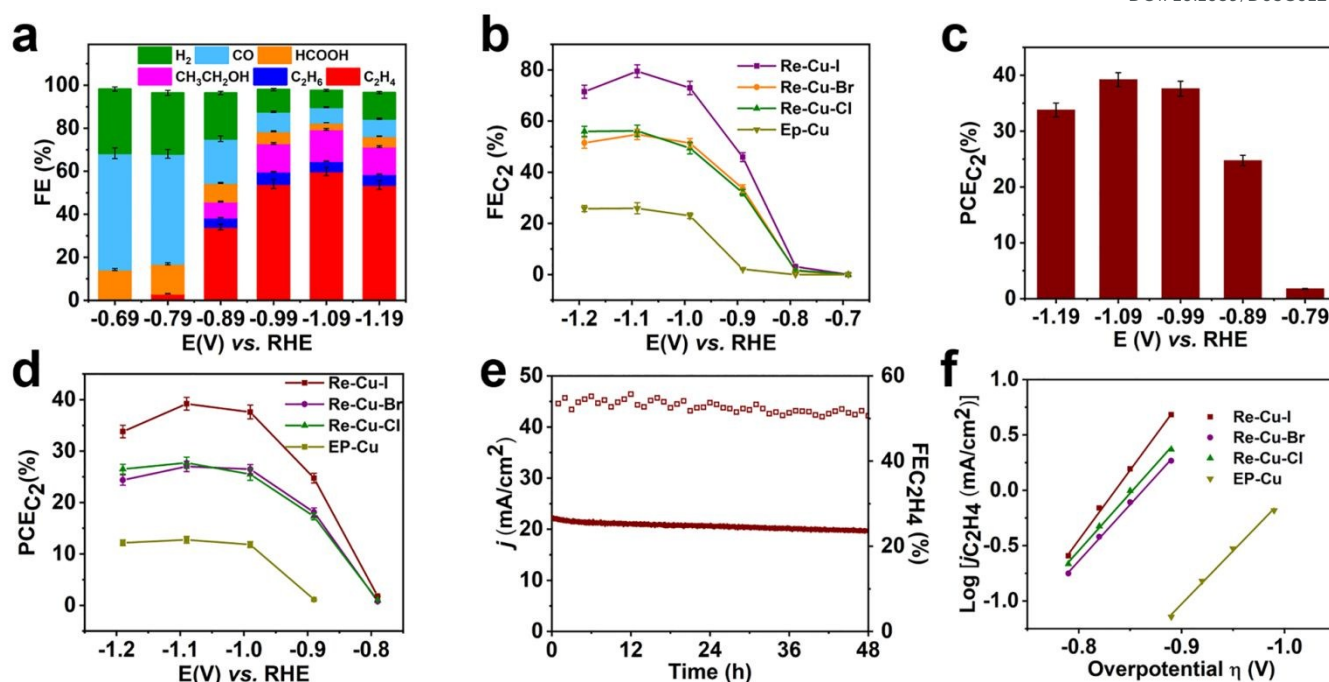 a
H2 CO HCOOH
CH3CH2OH C2H6 C2H4
FE (%)
100
80
60
40
20
0
-0.69 -0.79 -0.89 -0.99 -1.09 -1.19
E(V) vs. RHE
b
Re-Cu-I
Re-Cu-Br
Re-Cu-Cl
Ep-Cu
FEC2 (%)
80
60
40
20
0
-1.2 -1.1 -1.0 -0.9 -0.8 -0.7
E(V) vs. RHE
c
PCEC2(%)
40
30
20
10
0
-1.19 -1.09 -0.99 -0.89 -0.79
E (V) vs. RHE
d
Re-Cu-I
Re-Cu-Br
Re-Cu-Cl
EP-Cu
PCEC2(%)
40
30
20
10
0
-1.2 -1.1 -1.0 -0.9 -0.8
E(V) vs. RHE
e
j (mA/cm2)
50
45
40
35
30
25
20
15
10
5
0
60
40
20
0
FEC2H4 (%)
0 12 24 36 48
Time (h)
f
Re-Cu-I
Re-Cu-Br
Re-Cu-Cl
EP-Cu
Log [jC2H4 (mA/cm2)]
1.0
0.5
0.0
-0.5
-1.0
-0.8 -0.9 -1.0
Overpotential η (V)